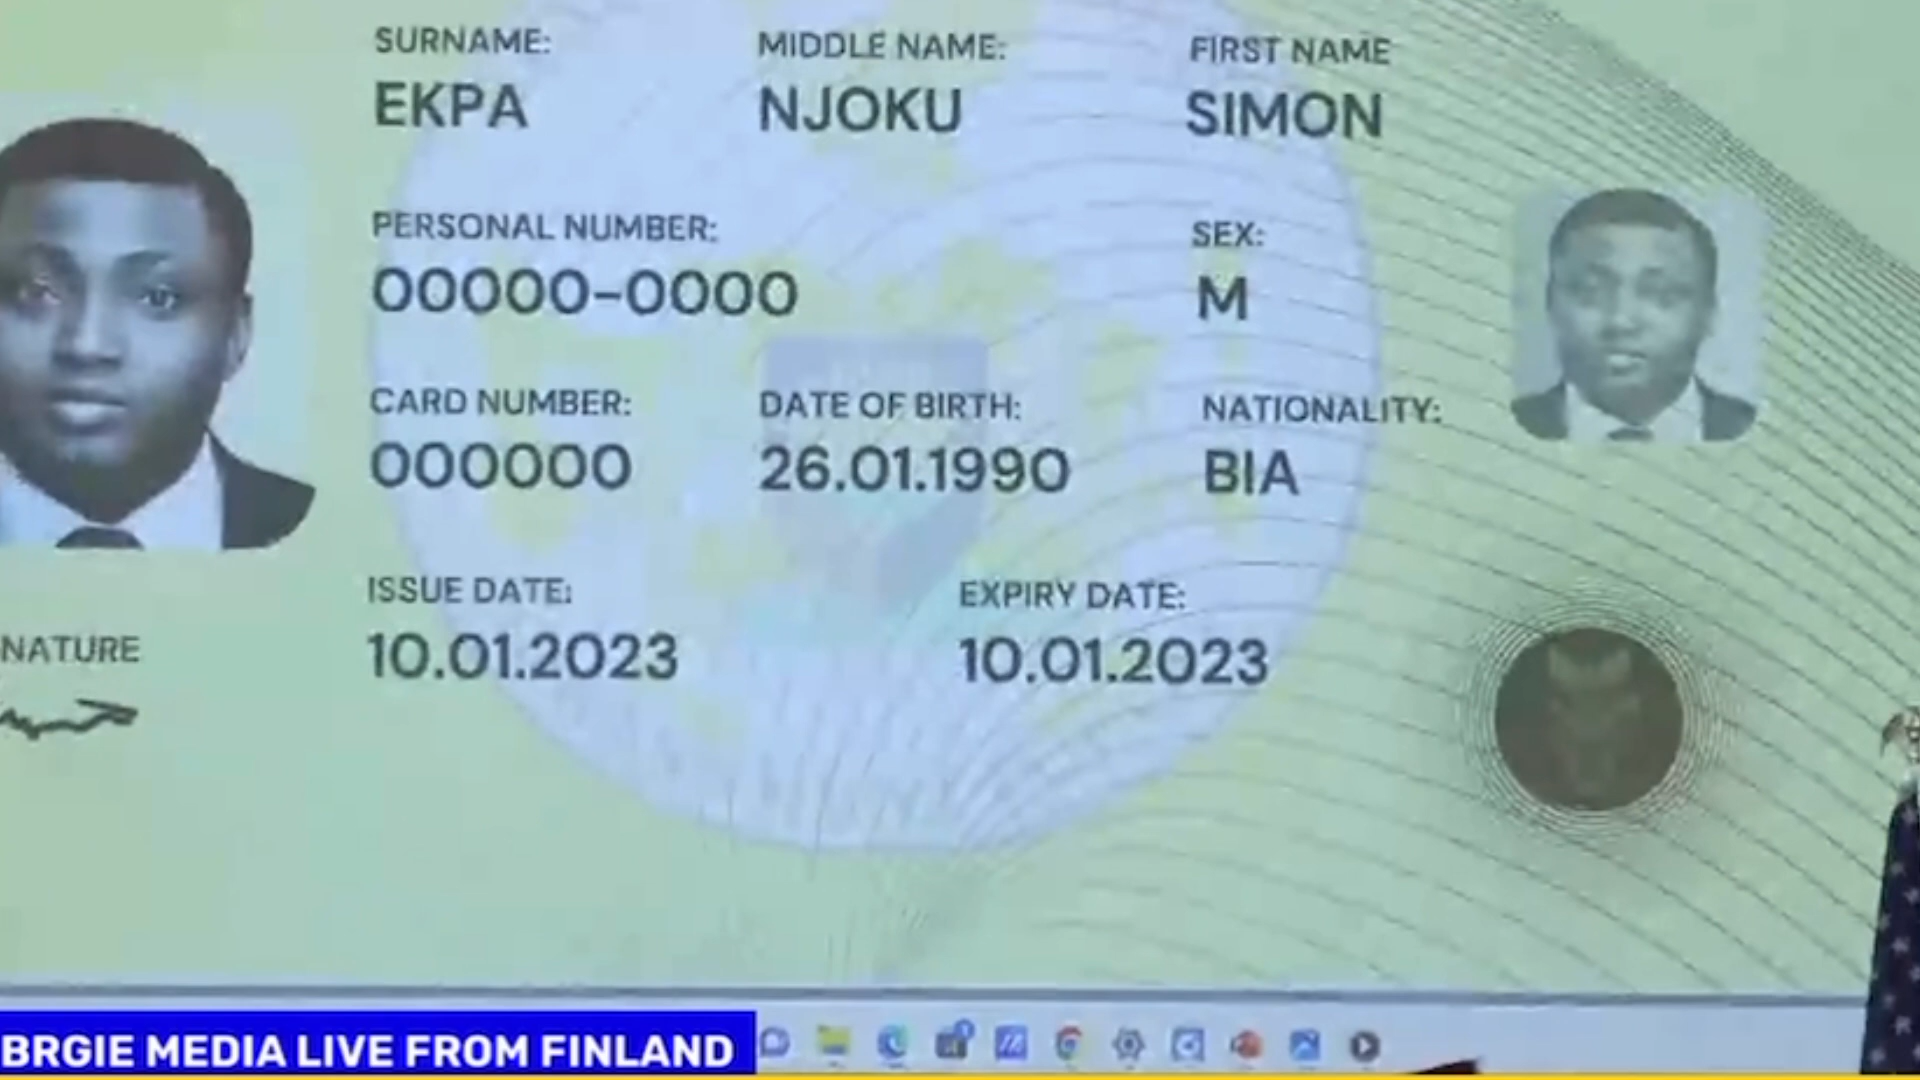 SURNAME: MIDDLE NAME: FIRST NAME
EKPA NJOKU SIMON
PERSONAL NUMBER: SEX:
00000-0000 M
CARD NUMBER: DATE OF BIRTH: NATIONALITY:
000000 26.01.1990 BIA
ISSUE DATE: EXPIRY DATE:
10.01.2023 10.01.2023
NATURE
BRGIE MEDIA LIVE FROM FINLAND